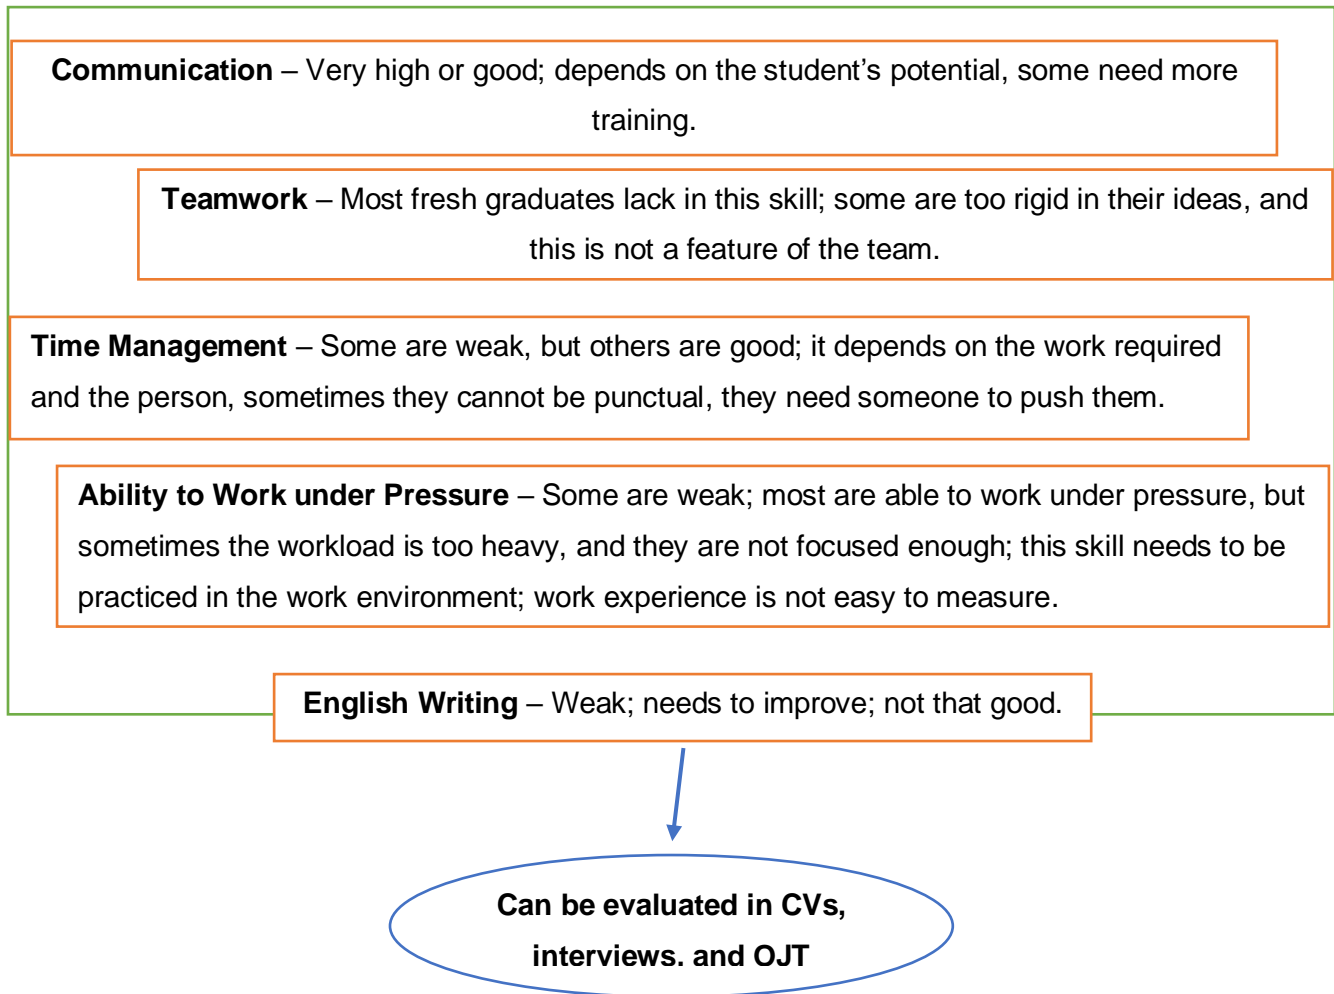 Communication – Very high or good; depends on the student’s potential, some need more
training.
Teamwork – Most fresh graduates lack in this skill; some are too rigid in their ideas, and
this is not a feature of the team.
Time Management – Some are weak, but others are good; it depends on the work required
and the person, sometimes they cannot be punctual, they need someone to push them.
Ability to Work under Pressure – Some are weak; most are able to work under pressure, but
sometimes the workload is too heavy, and they are not focused enough; this skill needs to be
practiced in the work environment; work experience is not easy to measure.
English Writing – Weak; needs to improve; not that good.
Can be evaluated in CVs,
interviews. and OJT